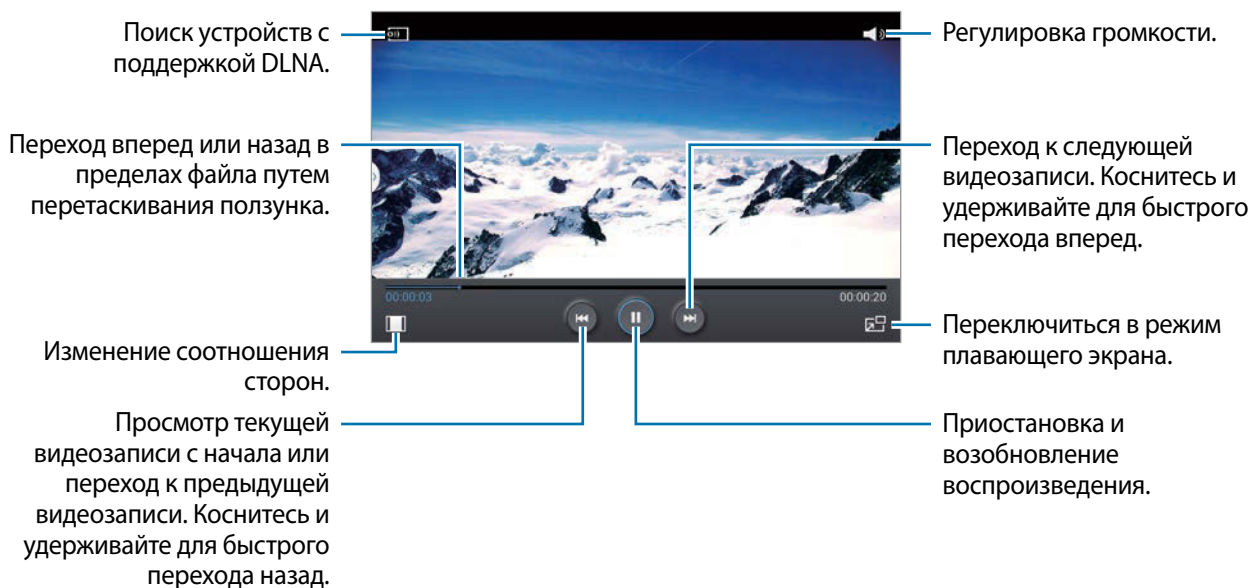 Поиск устройств с
поддержкой DLNA.
Регулировка громкости.
Переход вперед или назад в
пределах файла путем
перетаскивания ползунка.
Переход к следующей
видеозаписи. Коснитесь и
удерживайте для быстрого
перехода вперед.
00:00:03
00:00:20
Изменение соотношения
сторон.
Переключиться в режим
плавающего экрана.
Просмотр текущей
видеозаписи с начала или
переход к предыдущей
видеозаписи. Коснитесь и
удерживайте для быстрого
перехода назад.
Приостановка и
возобновление
воспроизведения.